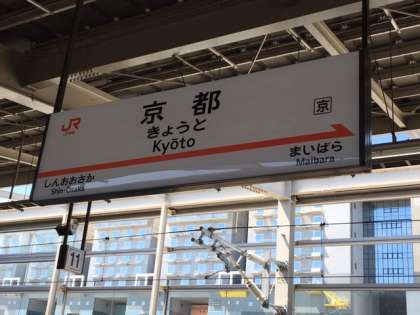 JR
京都
京
きょうと
Kyōto
しんおおさか
Shin-Ōsaka
まいばら
Maibara
11